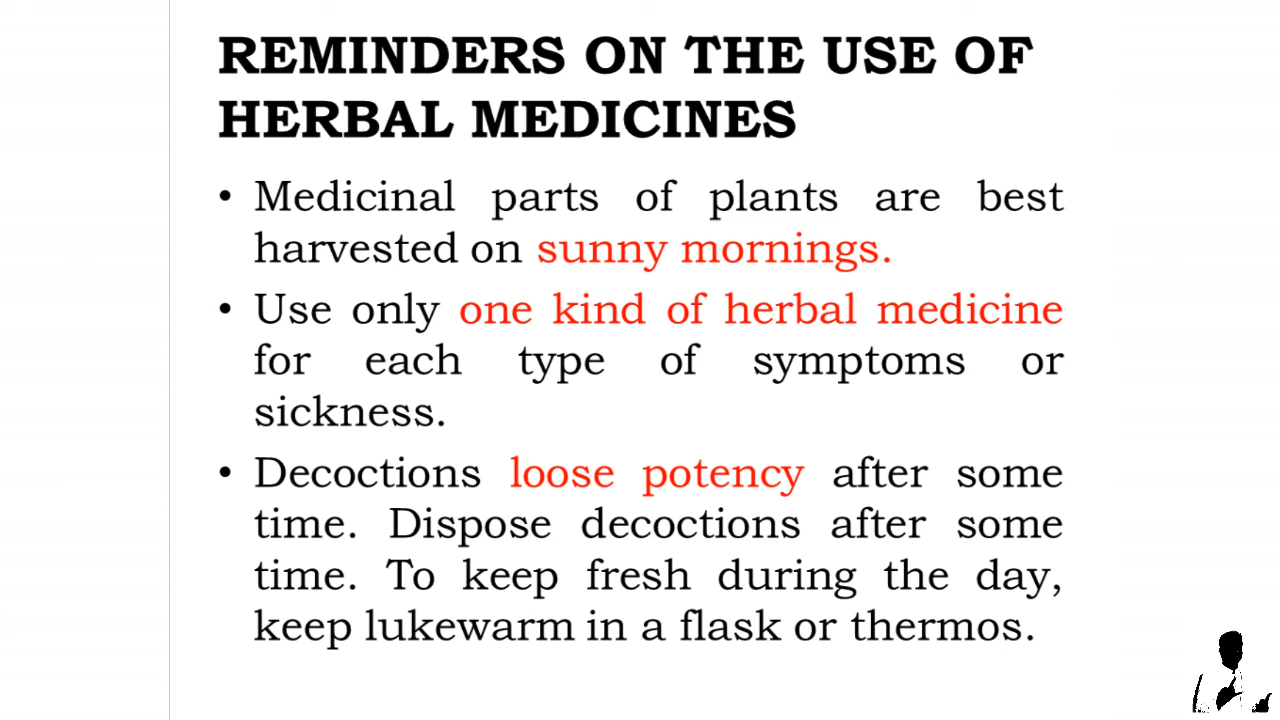 REMINDERS ON THE USE OF
HERBAL MEDICINES
• Medicinal parts of plants are best
harvested on sunny mornings.
• Use only one kind of herbal medicine
for each type of symptoms or
sickness.
• Decoctions loose potency after some
time. Dispose decoctions after some
time. To keep fresh during the day,
keep lukewarm in a flask or thermos.